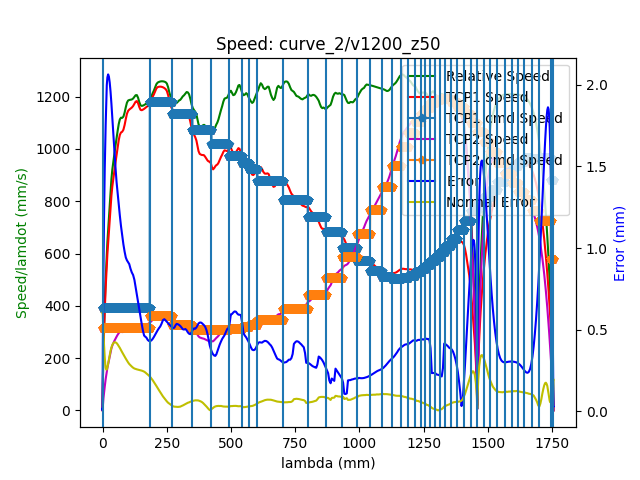 Speed: curve_2/v1200_z50
Relative Speed
TCP1 Speed
TCP1 cmd Speed
TCP2 Speed
TCP2 cmd Speed
Error
Normal Error
Speed/lamdot (mm/s)
1200
1000
800
600
400
200
0
2.0
1.5
1.0
0.5
0.0
Error (mm)
0 250 500 750 1000 1250 1500 1750
lambda (mm)